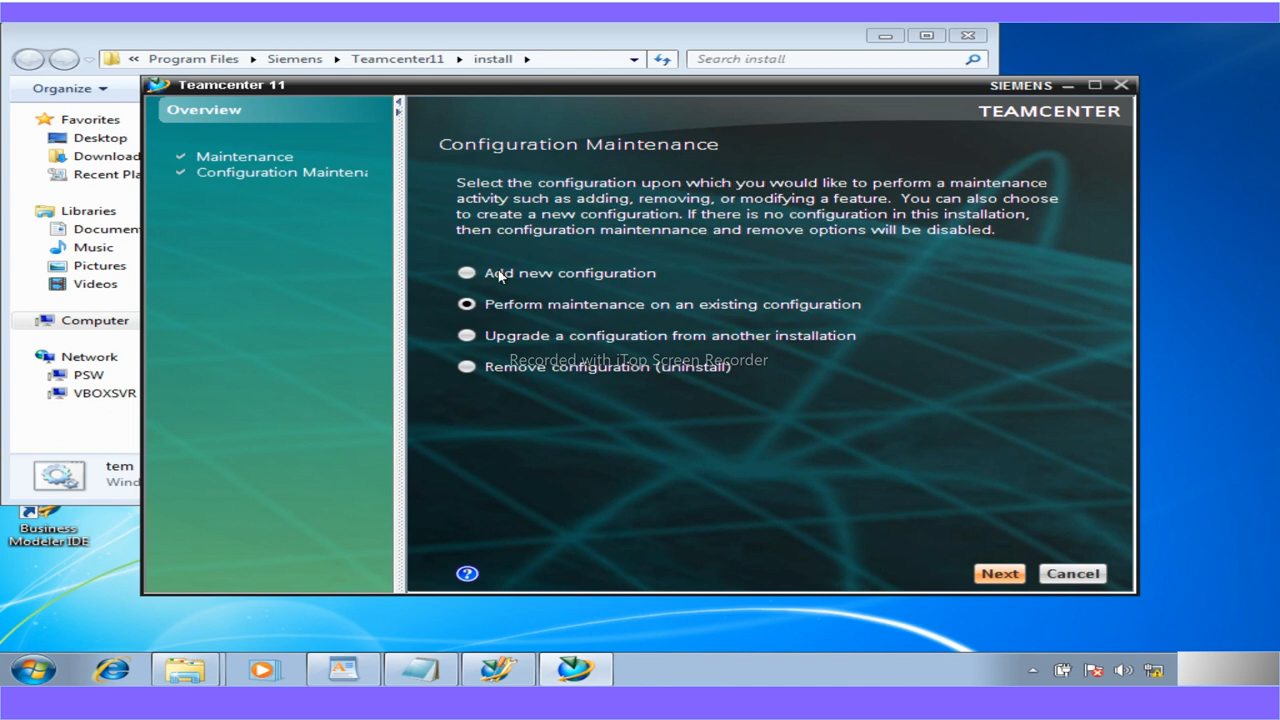 « Program Files Siemens Teamcenter11 install
Search install
Organize
Favorites
Desktop
Download
Recent Pla
Libraries
Documen
Music
Pictures
Videos
Computer
Network
PSW
VBOXSVR
tem
Wind
Business
Modeler IDE
Teamcenter 11
SIEMENS
Overview
Maintenance
Configuration Maintena
TEAMCENTER
Configuration Maintenance
Select the configuration upon which you would like to perform a maintenance
activity such as adding, removing, or modifying a feature. You can also choose
to create a new configuration. If there is no configuration in this installation,
then configuration maintennance and remove options will be disabled.
Add new configuration
Perform maintenance on an existing configuration
Upgrade a configuration from another installation
Recorded with iTop Screen Recorder
Remove configuration (uninstall)
?
Next
Cancel